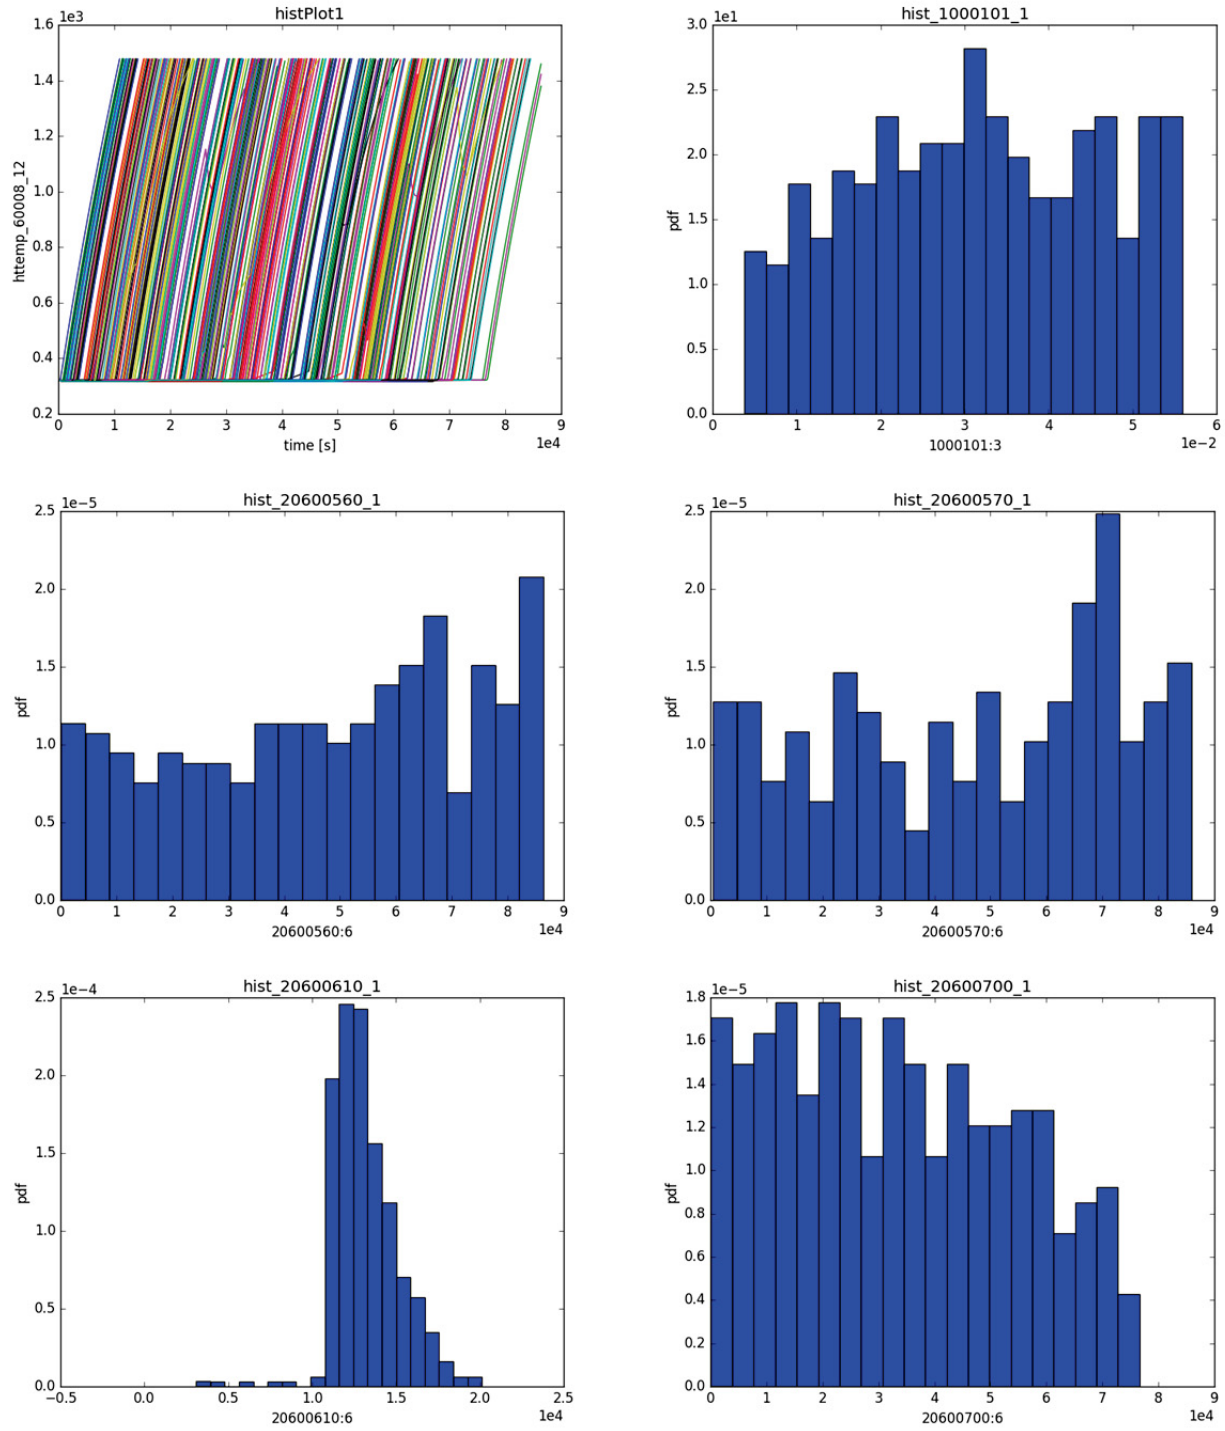 histPlot1
1e3
1.6
1.4
1.2
1.0
0.8
0.6
0.4
0.2
httemp_60008_12
0 1 2 3 4 5 6 7 8 9
time [s] 1e4
hist_1000101_1
1e1
3.0
2.5
2.0
1.5
1.0
0.5
0.0
pdf
0 1 2 3 4 5 6
1000101:3 1e−2
hist_20600560_1
1e−5
2.5
2.0
1.5
1.0
0.5
0.0
pdf
0 1 2 3 4 5 6 7 8 9
20600560:6 1e4
hist_20600570_1
1e−5
2.5
2.0
1.5
1.0
0.5
0.0
pdf
0 1 2 3 4 5 6 7 8 9
20600570:6 1e4
hist_20600610_1
1e−4
2.5
2.0
1.5
1.0
0.5
0.0
pdf
−0.5 0.0 0.5 1.0 1.5 2.0 2.5
20600610:6 1e4
hist_20600700_1
1e−5
1.8
1.6
1.4
1.2
1.0
0.8
0.6
0.4
0.2
0.0
pdf
0 1 2 3 4 5 6 7 8 9
20600700:6 1e4